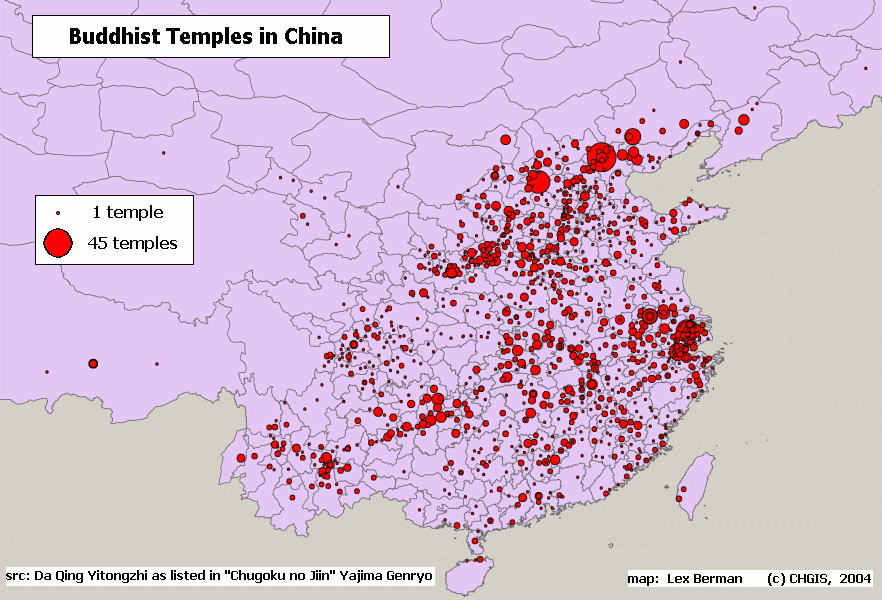 Buddhist Temples in China
1 temple
45 temples
src: Da Qing Yitongzhi as listed in "Chugoku no Jiin" Yajima Genryo
map: Lex Berman (c) CHGIS, 2004